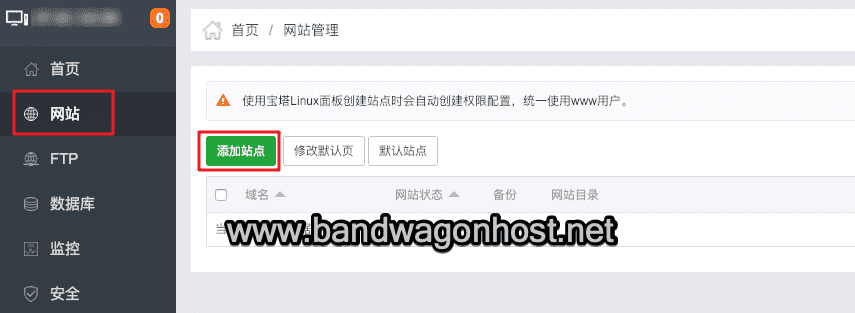 0
首页
网站
FTP
数据库
监控
安全
首页 / 网站管理
使用宝塔Linux面板创建站点时会自动创建权限配置，统一使用www用户。
添加站点 修改默认页 默认站点
域名 网站状态 备份 网站目录
www.bandwagonhost.net